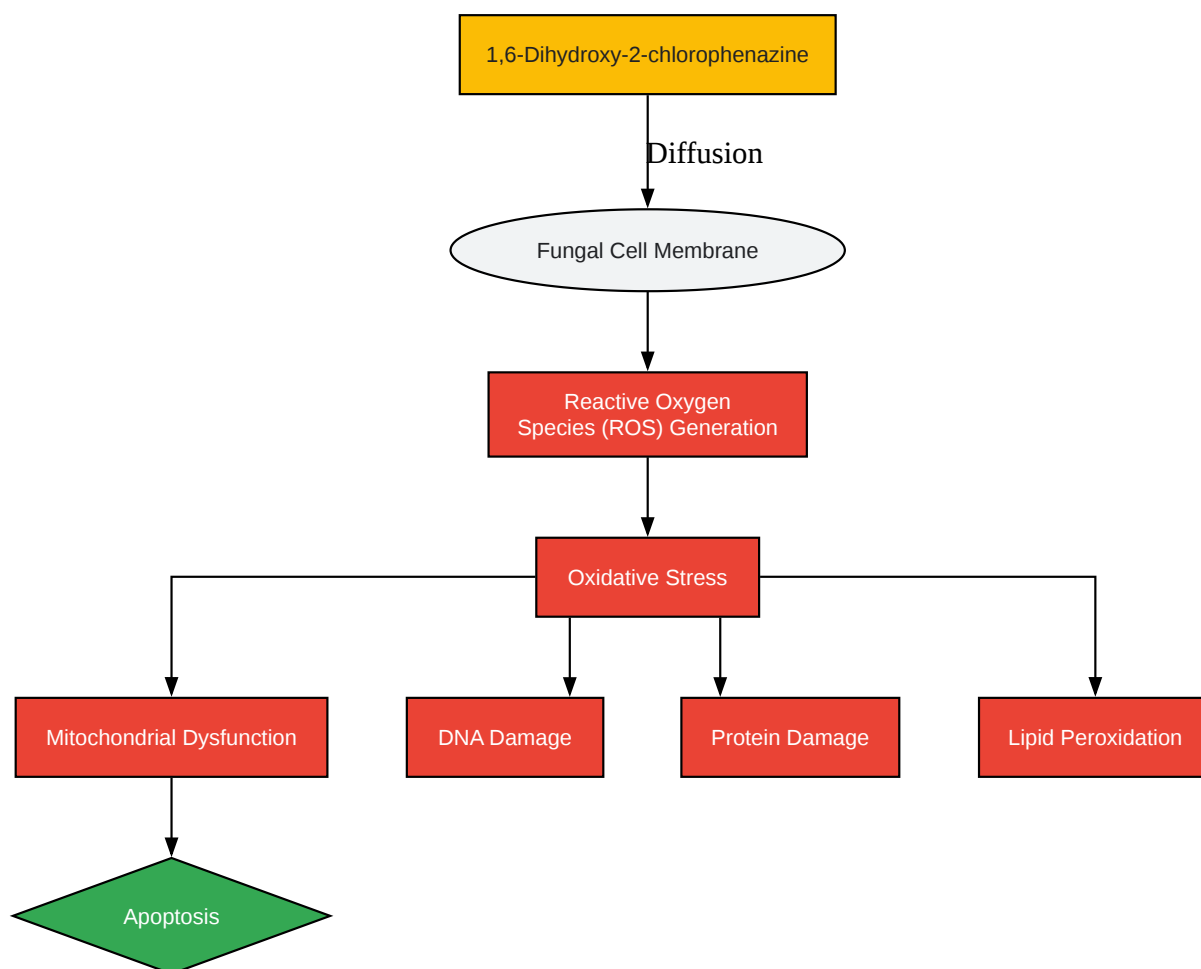 1,6-Dihydroxy-2-chlorophenazine
Diffusion
Fungal Cell Membrane
Reactive Oxygen
Species (ROS) Generation
Oxidative Stress
Mitochondrial Dysfunction
DNA Damage
Protein Damage
Lipid Peroxidation
Apoptosis